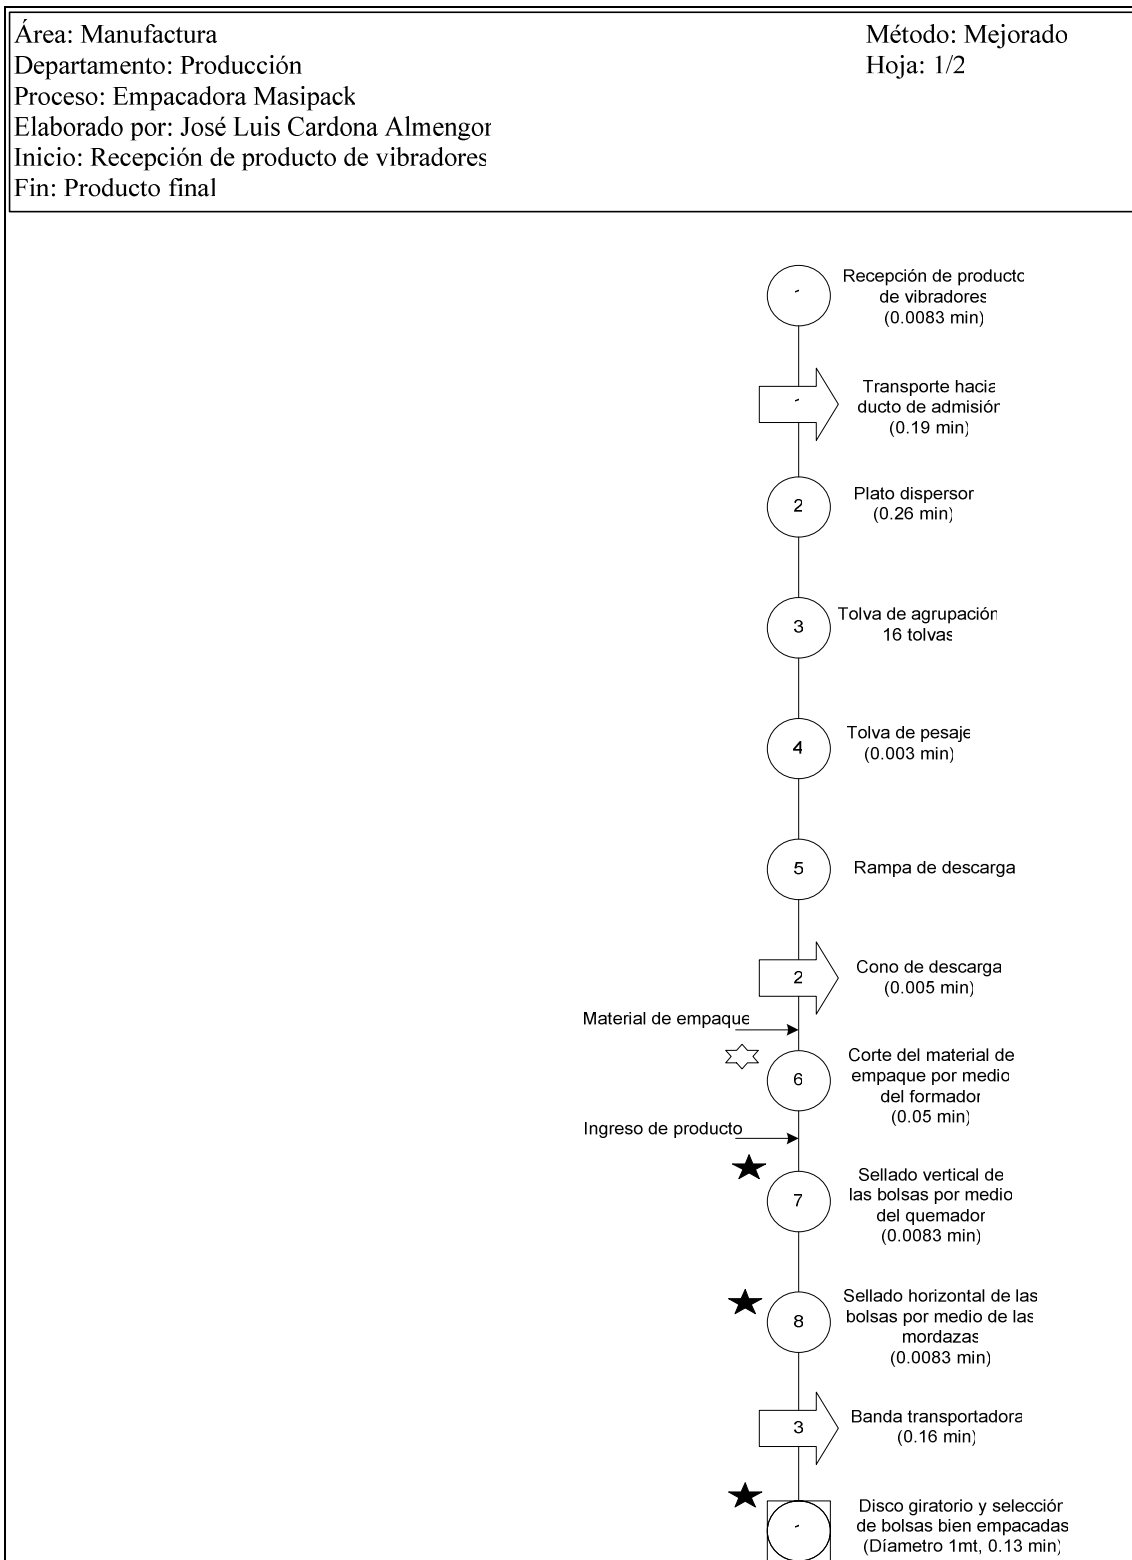 Área: Manufactura
Método: Mejorado
Departamento: Producción
Hoja: 1/2
Proceso: Empacadora Masipack
Elaborado por: José Luis Cardona Almengor
Inicio: Recepción de producto de vibradores
Fin: Producto final
Recepción de producto
de vibradores
(0.0083 min)
Transporte hacia
ducto de admisión
(0.19 min)
2
Plato dispersor
(0.26 min)
3
Tolva de agrupación
16 tolvas
4
Tolva de pesaje
(0.003 min)
5
Rampa de descarga
2
Cono de descarga
(0.005 min)
Material de empaque
6
Corte del material de
empaque por medio
del formador
(0.05 min)
Ingreso de producto
7
Sellado vertical de
las bolsas por medio
del quemador
(0.0083 min)
8
Sellado horizontal de las
bolsas por medio de las
mordazas
(0.0083 min)
3
Banda transportadora
(0.16 min)
Disco giratorio y selección
de bolsas bien empacadas
(Díametro 1mt, 0.13 min)